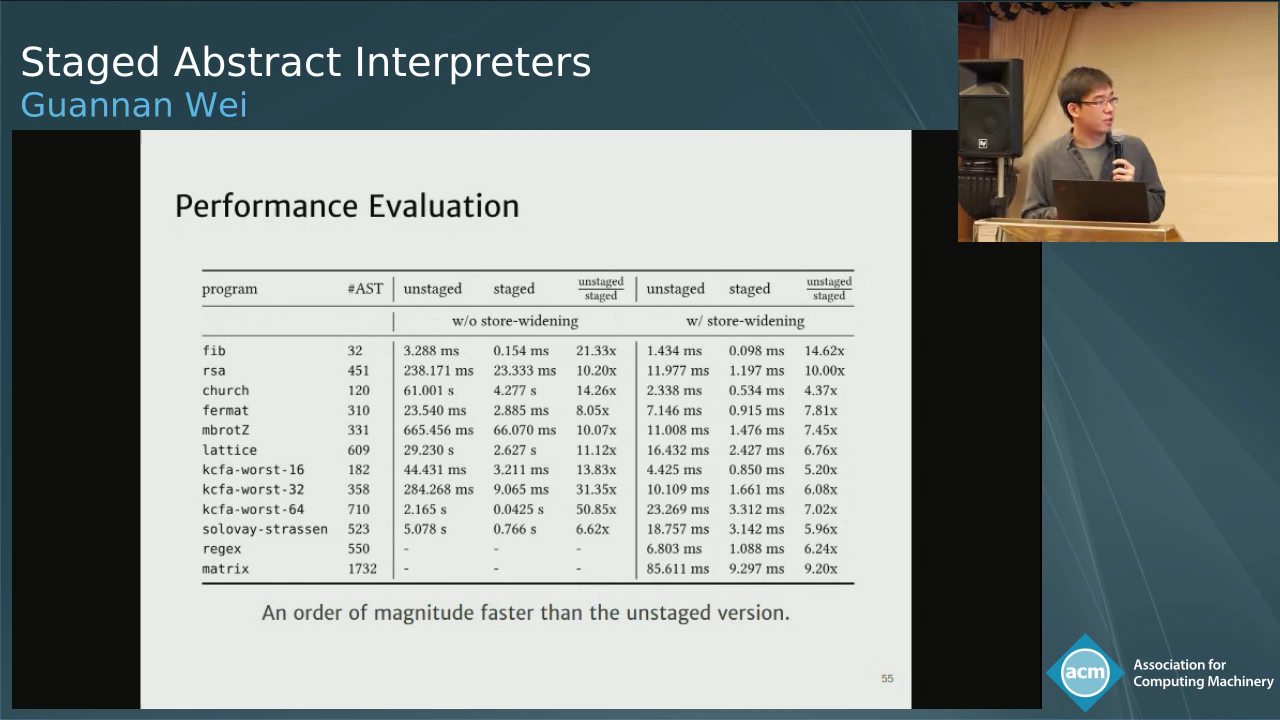 Staged Abstract Interpreters
Guannan Wei
Performance Evaluation
program #AST unstaged staged unstaged/staged unstaged staged unstaged/staged
w/o store-widening w/ store-widening
fib 32 3.288 ms 0.154 ms 21.33x 1.434 ms 0.098 ms 14.62x
rsa 451 238.171 ms 23.333 ms 10.20x 11.977 ms 1.197 ms 10.00x
church 120 61.001 s 4.277 s 14.26x 2.338 ms 0.534 ms 4.37x
fermat 310 23.540 ms 2.885 ms 8.05x 7.146 ms 0.915 ms 7.81x
mbrotZ 331 665.456 ms 66.070 ms 10.07x 11.008 ms 1.476 ms 7.45x
lattice 609 29.230 s 2.627 s 11.12x 16.432 ms 2.427 ms 6.76x
kcfa-worst-16 182 44.431 ms 3.211 ms 13.83x 4.425 ms 0.850 ms 5.20x
kcfa-worst-32 358 284.268 ms 9.065 ms 31.35x 10.109 ms 1.661 ms 6.08x
kcfa-worst-64 710 2.165 s 0.0425 s 50.85x 23.269 ms 3.312 ms 7.02x
solovay-strassen 523 5.078 s 0.766 s 6.62x 18.757 ms 3.142 ms 5.96x
regex 550 - - - 6.803 ms 1.088 ms 6.24x
matrix 1732 - - - 85.611 ms 9.297 ms 9.20x
An order of magnitude faster than the unstaged version.
55
acm Association for
Computing Machinery